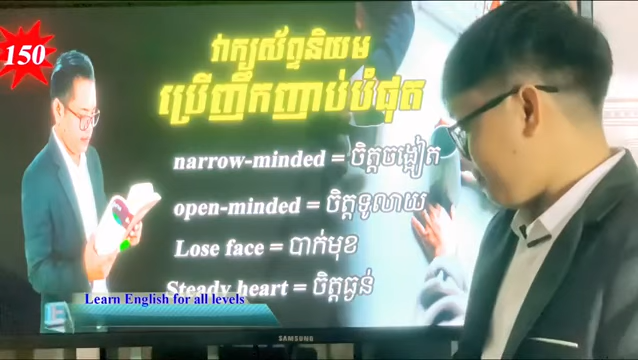 150
វាក្យស័ព្ទនិយម
ប្រើញឹកញាប់បំផុត
narrow-minded = ចិត្តចង្អៀត
open-minded = ចិត្តទូលាយ
Lose face = បាក់មុខ
Steady heart = ចិត្តធ្ងន់
Learn English for all levels
SAMSUNG